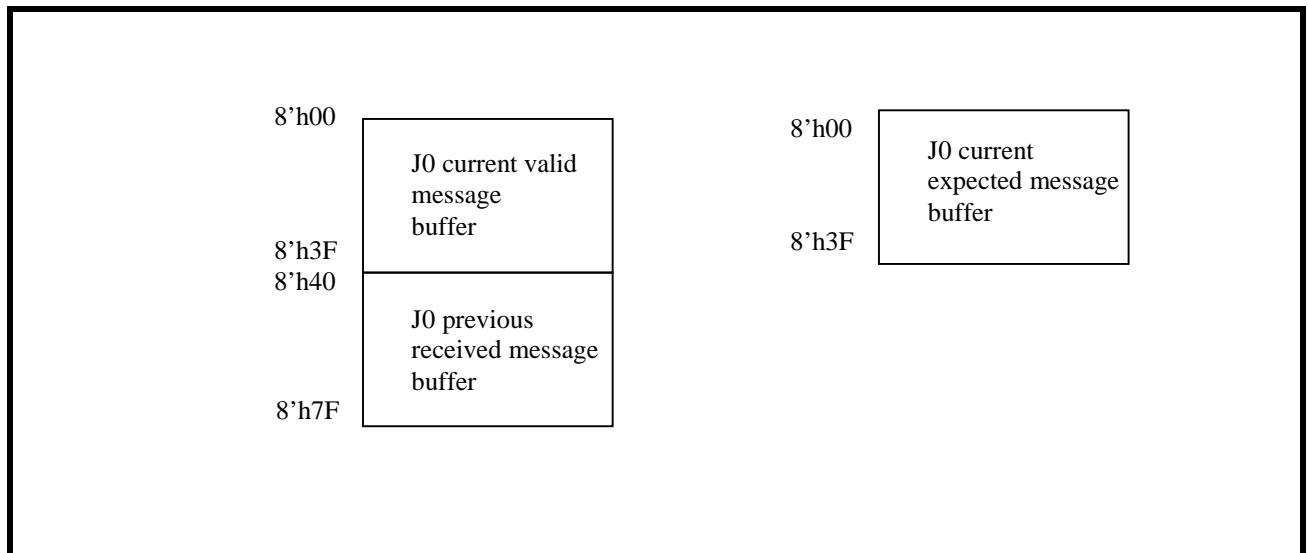 8’h00
J0 current valid
message
buffer
8’h3F
8’h40
J0 previous
received message
buffer
8’h7F
8’h00
J0 current
expected message
buffer
8’h3F